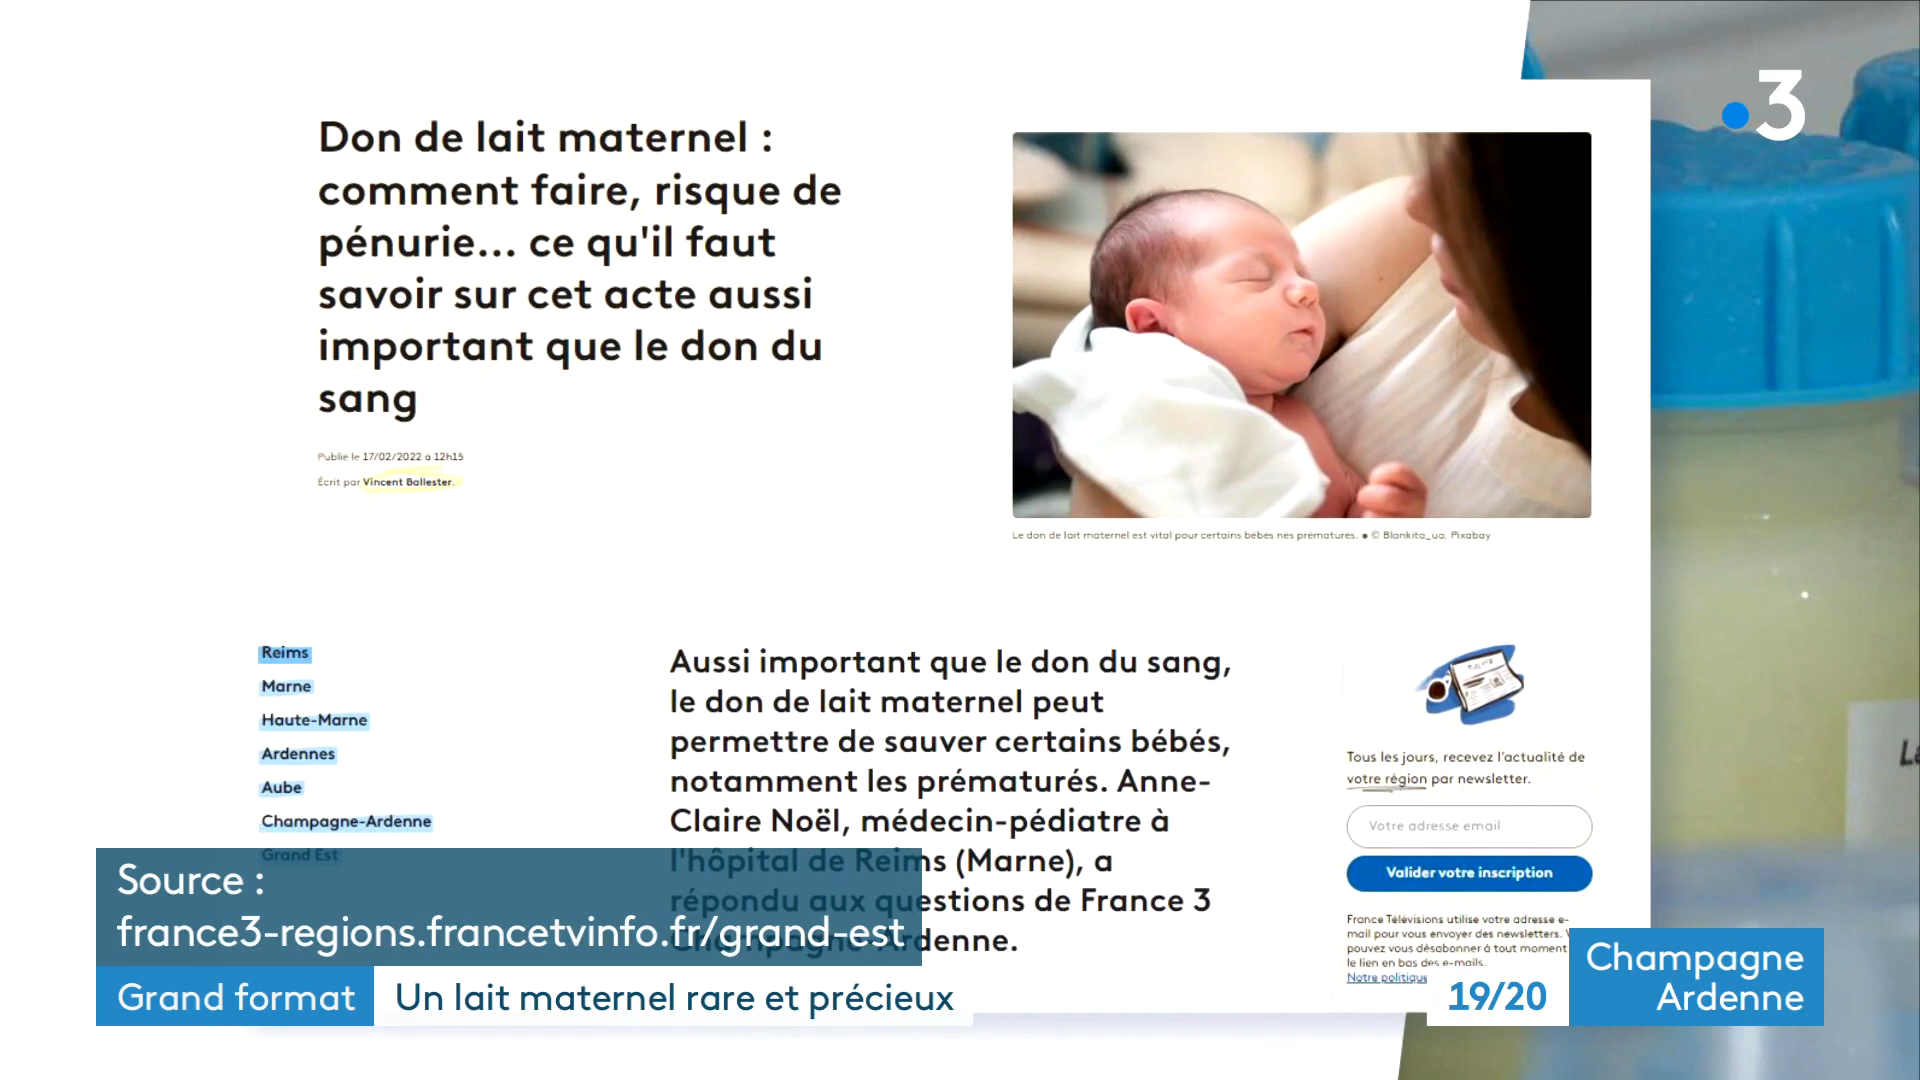 3
Don de lait maternel :
comment faire, risque de
pénurie... ce qu'il faut
savoir sur cet acte aussi
important que le don du
sang
Publié le 17/02/2022 à 12h15
Écrit par Vincent Ballester.
Le don de lait maternel est vital pour certains bébés nés prématurés. • © Blankita_ua, Pixabay
Reims
Marne
Haute-Marne
Ardennes
Aube
Champagne-Ardenne
Grand Est
Aussi important que le don du sang,
le don de lait maternel peut
permettre de sauver certains bébés,
notamment les prématurés. Anne-
Claire Noël, médecin-pédiatre à
l'hôpital de Reims (Marne), a
répondu aux questions de France 3
Champagne-Ardenne.
Tous les jours, recevez l'actualité de
votre région par newsletter.
Votre adresse email
Valider votre inscription
France Télévisions utilise votre adresse e-
mail pour vous envoyer des newsletters.
pouvez vous désabonner à tout moment
le lien en bas des e-mails.
Notre politique
Source :
france3-regions.francetvinfo.fr/grand-est
Grand format
Un lait maternel rare et précieux
19/20
Champagne
Ardenne